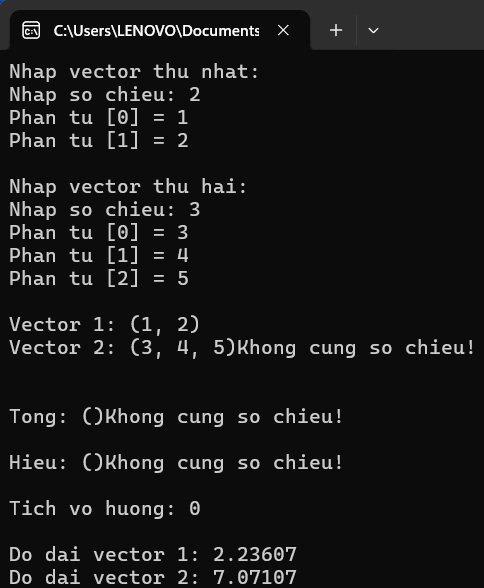 C:\Users\LENOVO\Documents
Nhap vector thu nhat:
Nhap so chieu: 2
Phan tu [0] = 1
Phan tu [1] = 2
Nhap vector thu hai:
Nhap so chieu: 3
Phan tu [0] = 3
Phan tu [1] = 4
Phan tu [2] = 5
Vector 1: (1, 2)
Vector 2: (3, 4, 5)Khong cung so chieu!
Tong: ()Khong cung so chieu!
Hieu: ()Khong cung so chieu!
Tich vo huong: 0
Do dai vector 1: 2.23607
Do dai vector 2: 7.07107